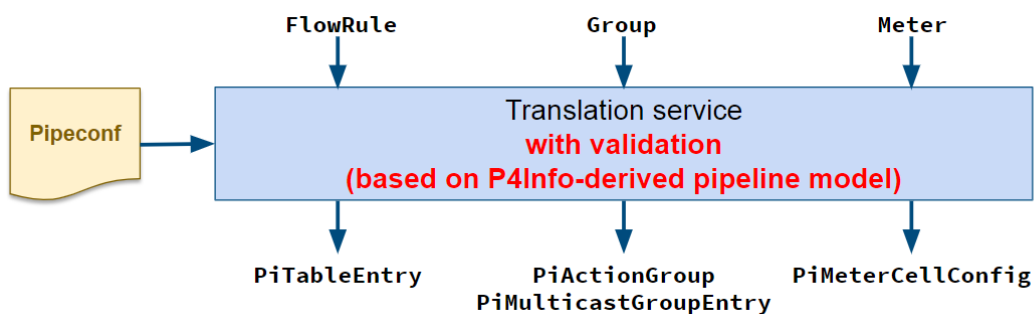 FlowRule
Group
Meter
Pipeconf
Translation service
with validation
(based on P4Info-derived pipeline model)
PiTableEntry
PiActionGroup
PiMulticastGroupEntry
PiMeterCellConfig